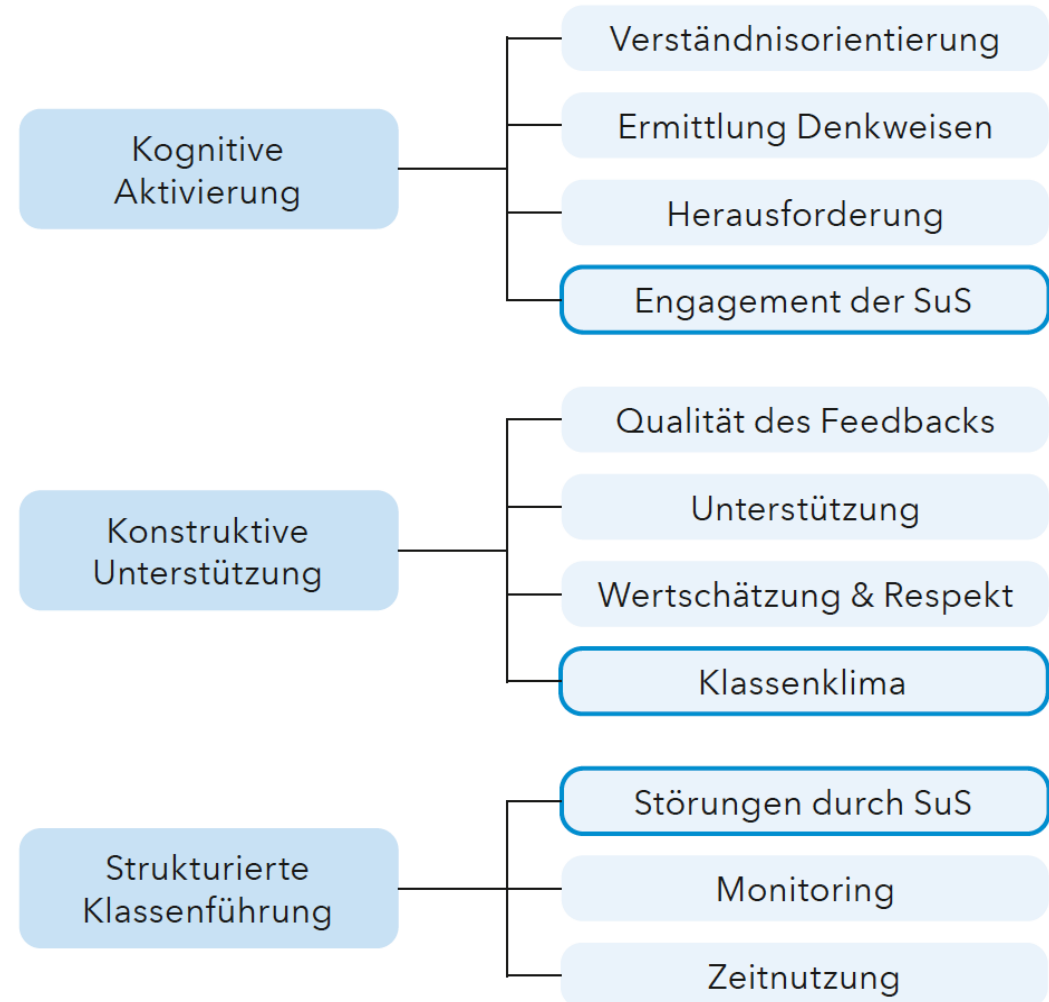 Kognitive
Aktivierung
Verständnisorientierung
Ermittlung Denkweisen
Herausforderung
Engagement der SuS
Konstruktive
Unterstützung
Qualität des Feedbacks
Unterstützung
Wertschätzung & Respekt
Klassenklima
Strukturierte
Klassenführung
Störungen durch SuS
Monitoring
Zeitnutzung